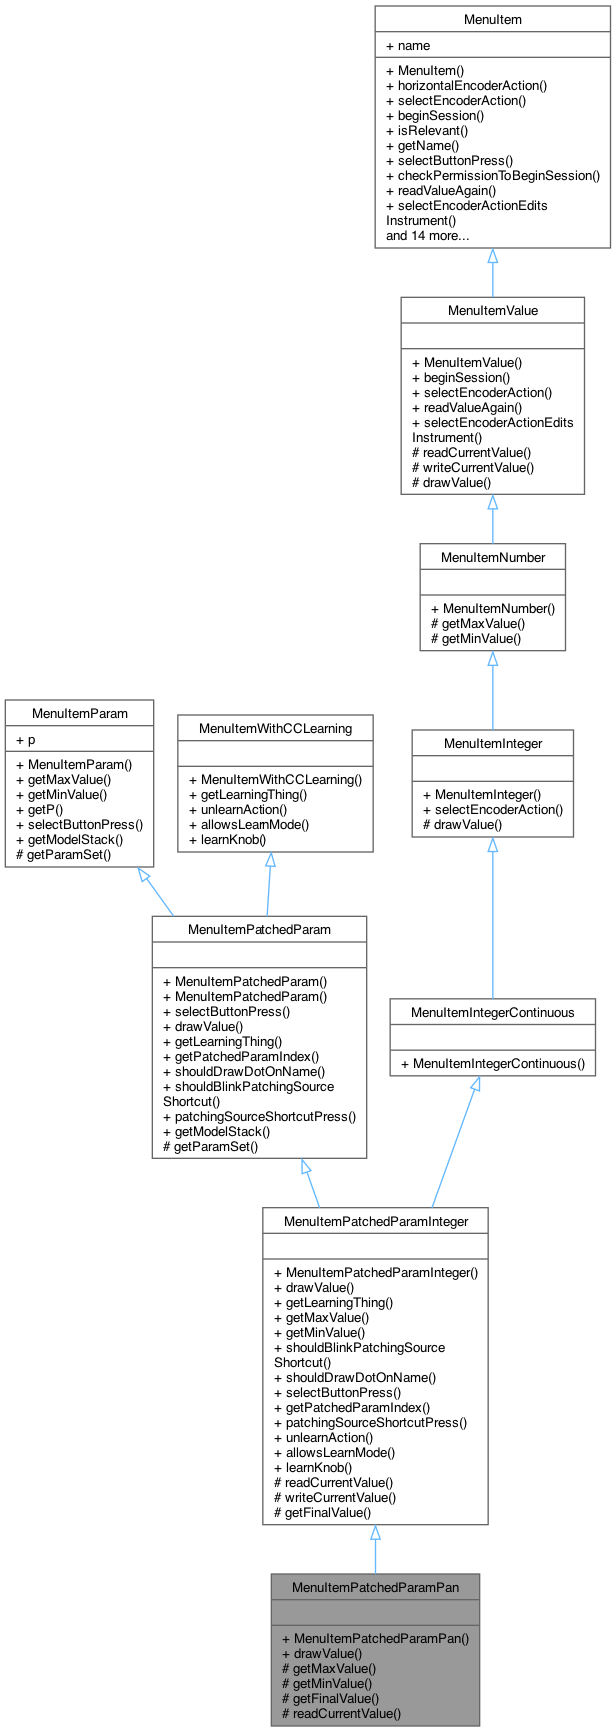 MenuItem
+ name
+ MenuItem()
+ horizontalEncoderAction()
+ selectEncoderAction()
+ beginSession()
+ isRelevant()
+ getName()
+ selectButtonPress()
+ checkPermissionToBeginSession()
+ readValueAgain()
+ selectEncoderActionEdits
Instrument()
and 14 more...
MenuItemValue
+ MenuItemValue()
+ beginSession()
+ selectEncoderAction()
+ readValueAgain()
+ selectEncoderActionEdits
Instrument()
# readCurrentValue()
# writeCurrentValue()
# drawValue()
MenuItemNumber
+ MenuItemNumber()
# getMaxValue()
# getMinValue()
MenuItemParam
+ p
+ MenuItemParam()
+ getMaxValue()
+ getMinValue()
+ getP()
+ selectButtonPress()
+ getModelStack()
# getParamSet()
MenuItemWithCCLearning
+ MenuItemWithCCLearning()
+ getLearningThing()
+ unlearnAction()
+ allowsLearnMode()
+ learnKnob()
MenuItemInteger
+ MenuItemInteger()
+ selectEncoderAction()
# drawValue()
MenuItemPatchedParam
+ MenuItemPatchedParam()
+ MenuItemPatchedParam()
+ selectButtonPress()
+ drawValue()
+ getLearningThing()
+ getPatchedParamIndex()
+ shouldDrawDotOnName()
+ shouldBlinkPatchingSource
Shortcut()
+ patchingSourceShortcutPress()
+ getModelStack()
# getParamSet()
MenuItemIntegerContinuous
+ MenuItemIntegerContinuous()
MenuItemPatchedParamInteger
+ MenuItemPatchedParamInteger()
+ drawValue()
+ getLearningThing()
+ getMaxValue()
+ getMinValue()
+ shouldBlinkPatchingSource
Shortcut()
+ shouldDrawDotOnName()
+ selectButtonPress()
+ getPatchedParamIndex()
+ patchingSourceShortcutPress()
+ unlearnAction()
+ allowsLearnMode()
+ learnKnob()
# readCurrentValue()
# writeCurrentValue()
# getFinalValue()
MenuItemPatchedParamPan
+ MenuItemPatchedParamPan()
+ drawValue()
# getMaxValue()
# getMinValue()
# getFinalValue()
# readCurrentValue()